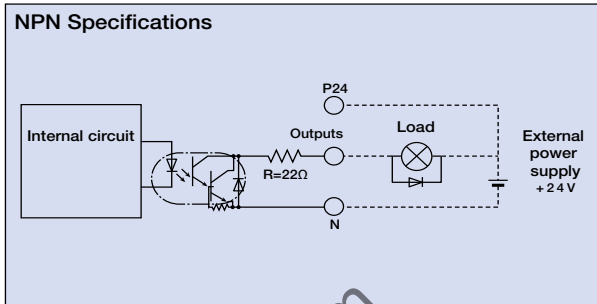 NPN Specifications
P24
Internal circuit
Outputs
Load
External
power
supply
+24V
R=22Ω
N